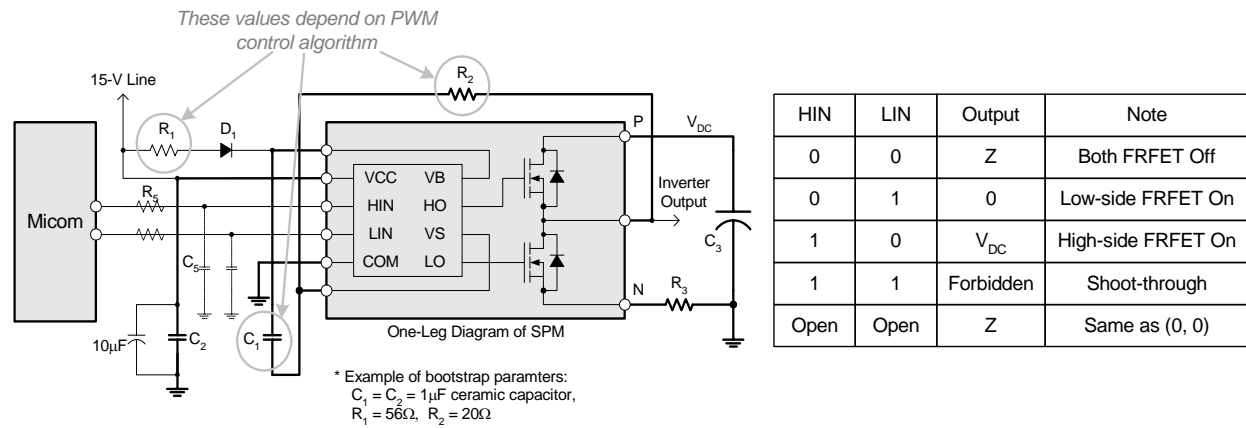 These values depend on PWM
control algorithm
15-V Line
R2
R1
D1
P
VDC
Micom
R5
VCC
VB
HIN
HO
LIN
VS
COM
LO
Inverter
Output
C3
C5
N
R3
10μF
C2
C1
One-Leg Diagram of SPM
* Example of bootstrap paramters:
C1 = C2 = 1μF ceramic capacitor,
R1 = 56Ω, R2 = 20Ω
HIN LIN Output Note
0 0 Z Both FRFET Off
0 1 0 Low-side FRFET On
1 0 VDC High-side FRFET On
1 1 Forbidden Shoot-through
Open Open Z Same as (0, 0)